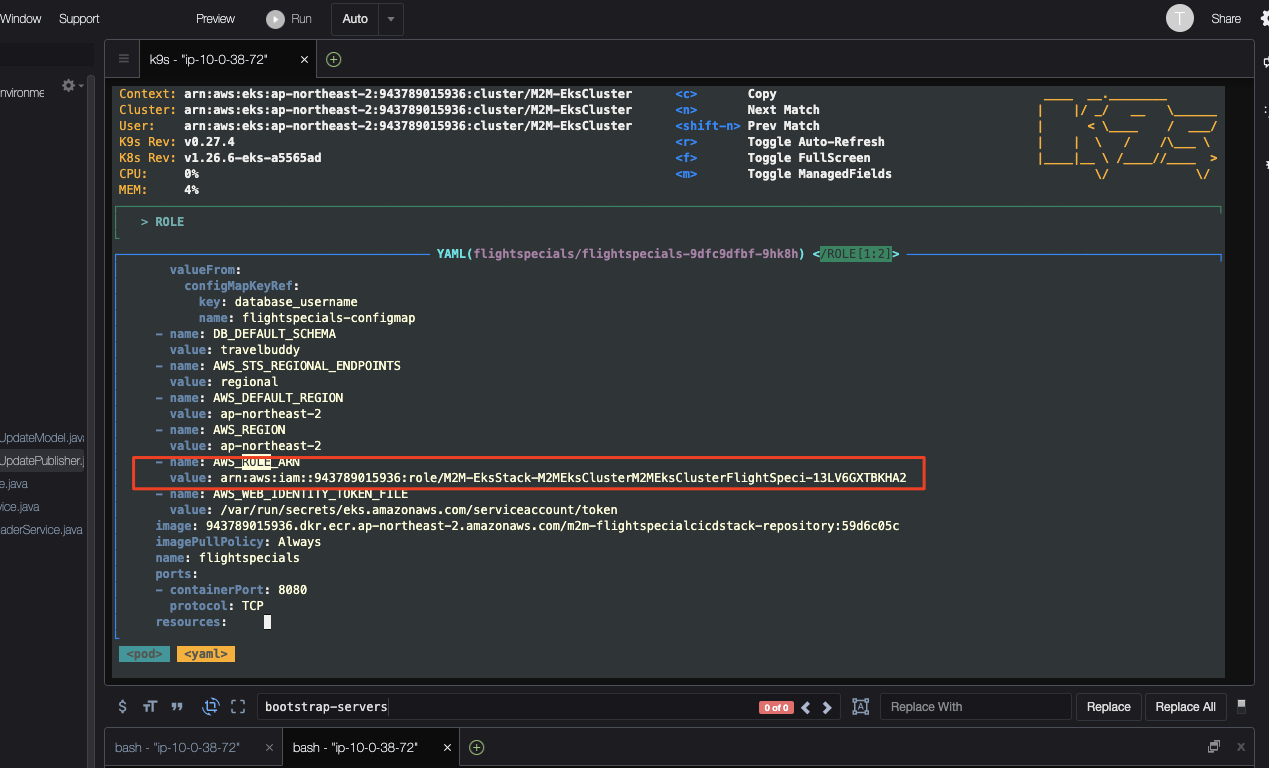 Window Support Preview Run Auto T Share
nvironme
k9s - "ip-10-0-38-72" ×
Context: arn:aws:eks:ap-northeast-2:943789015936:cluster/M2M-EksCluster <c> Copy
Cluster: arn:aws:eks:ap-northeast-2:943789015936:cluster/M2M-EksCluster <n> Next Match
User: arn:aws:eks:ap-northeast-2:943789015936:cluster/M2M-EksCluster <shift-n> Prev Match
K9s Rev: v0.27.4 <r> Toggle Auto-Refresh
K8s Rev: v1.26.6-eks-a5565ad <f> Toggle FullScreen
CPU: 0% <m> Toggle ManagedFields
MEM: 4%
> ROLE
YAML(flightspecials/flightspecials-9dfc9dfbf-9hk8h) </ROLE[1:2]>
valueFrom:
configMapKeyRef:
key: database_username
name: flightspecials-configmap
- name: DB_DEFAULT_SCHEMA
value: travelbuddy
- name: AWS_STS_REGIONAL_ENDPOINTS
value: regional
- name: AWS_DEFAULT_REGION
value: ap-northeast-2
- name: AWS_REGION
value: ap-northeast-2
- name: AWS_ROLE_ARN
value: arn:aws:iam::943789015936:role/M2M-EksStack-M2MEksClusterM2MEksClusterFlightSpeci-13LV6GXTBKHA2
- name: AWS_WEB_IDENTITY_TOKEN_FILE
value: /var/run/secrets/eks.amazonaws.com/serviceaccount/token
image: 943789015936.dkr.ecr.ap-northeast-2.amazonaws.com/m2m-flightspecialcicdstack-repository:59d6c05c
imagePullPolicy: Always
name: flightspecials
ports:
- containerPort: 8080
protocol: TCP
resources:
<pod> <yaml>
UpdateModel.java
UpdatePublisher.j
e.java
vice.java
aderService.java
bootstrap-servers 0 of 0 Replace With Replace Replace All
bash - "ip-10-0-38-72" × bash - "ip-10-0-38-72" ×